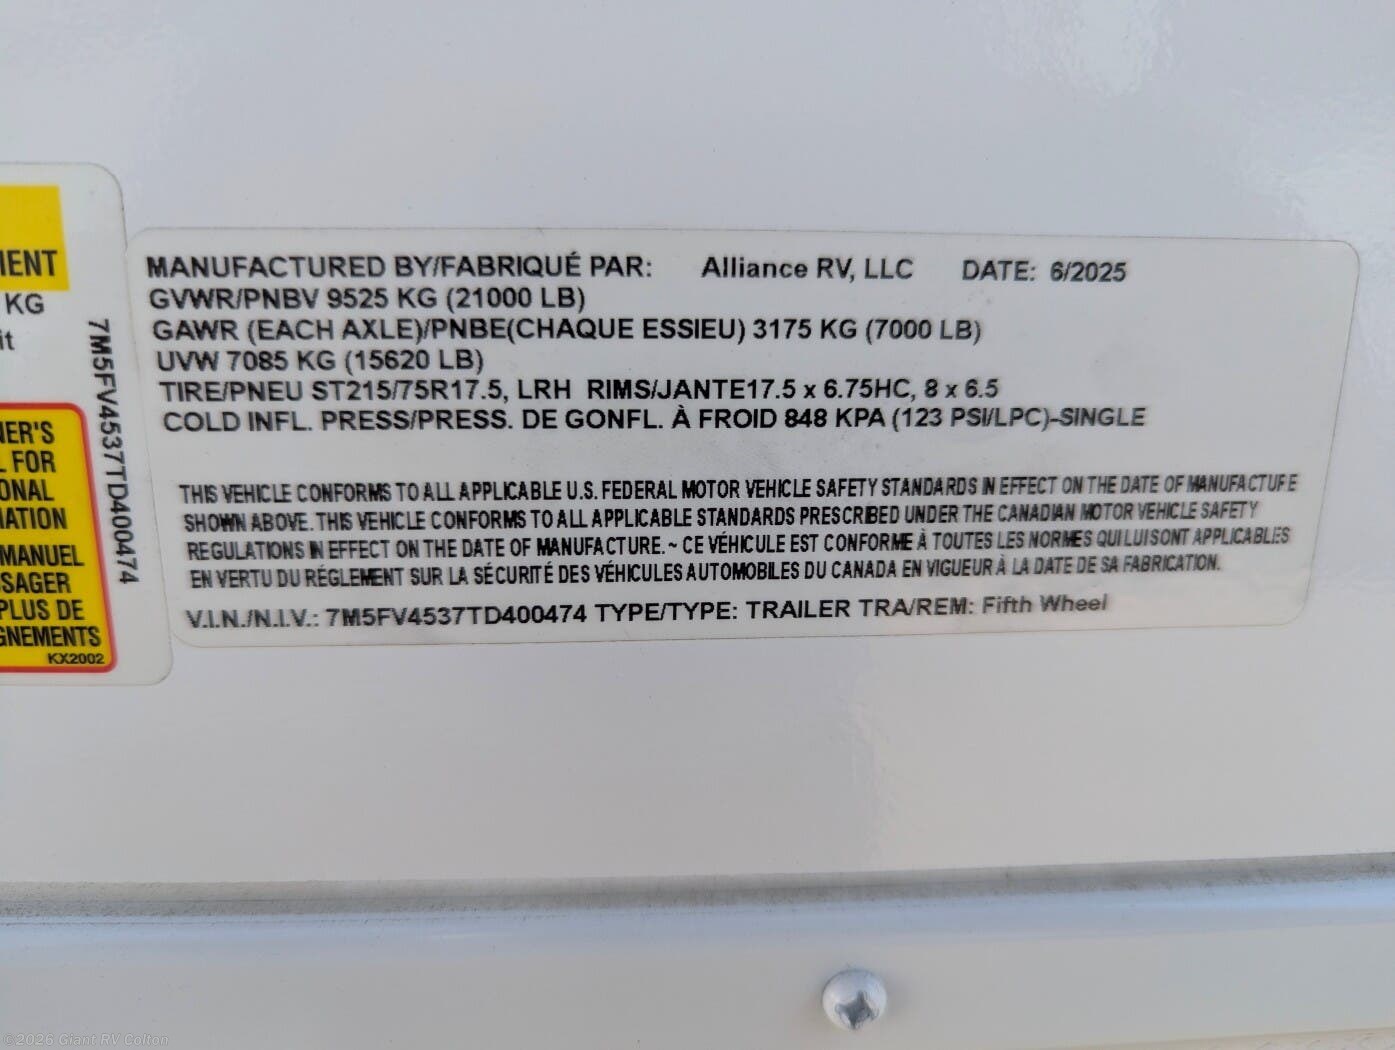 IENT
KG
it
NER'S
L FOR
ONAL
MATION
MANUEL
SSAGER
PLUS DE
GNEMENTS
KX2002
7M5FV4537TD400474
MANUFACTURED BY/FABRIQUÉ PAR: Alliance RV, LLC DATE: 6/2025
GVWR/PNBV 9525 KG (21000 LB)
GAWR (EACH AXLE)/PNBE(CHAQUE ESSIEU) 3175 KG (7000 LB)
UVW 7085 KG (15620 LB)
TIRE/PNEU ST215/75R17.5, LRH RIMS/JANTE17.5 x 6.75HC, 8 x 6.5
COLD INFL. PRESS/PRESS. DE GONFL. À FROID 848 KPA (123 PSI/LPC)-SINGLE
THIS VEHICLE CONFORMS TO ALL APPLICABLE U.S. FEDERAL MOTOR VEHICLE SAFETY STANDARDS IN EFFECT ON THE DATE OF MANUFACTURE
SHOWN ABOVE. THIS VEHICLE CONFORMS TO ALL APPLICABLE STANDARDS PRESCRIBED UNDER THE CANADIAN MOTOR VEHICLE SAFETY
REGULATIONS IN EFFECT ON THE DATE OF MANUFACTURE. ~ CE VÉHICULE EST CONFORME À TOUTES LES NORMES QUI LUI SONT APPLICABLES
EN VERTU DU RÉGLEMENT SUR LA SÉCURITÉ DES VÉHICULES AUTOMOBILES DU CANADA EN VIGUEUR À LA DATE DE SA FABRICATION.
V.I.N./N.I.V.: 7M5FV4537TD400474 TYPE/TYPE: TRAILER TRA/REM: Fifth Wheel
©2026 Giant RV Colton